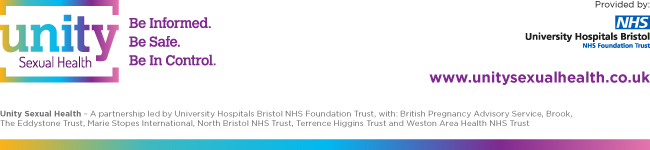 Provided by:
unity
Sexual Health
Be Informed.
Be Safe.
Be In Control.
NHS
University Hospitals Bristol
NHS Foundation Trust
www.unitysexualhealth.co.uk
Unity Sexual Health – A partnership led by University Hospitals Bristol NHS Foundation Trust, with: British Pregnancy Advisory Service, Brook,
The Eddystone Trust, Marie Stopes International, North Bristol NHS Trust, Terrence Higgins Trust and Weston Area Health NHS Trust